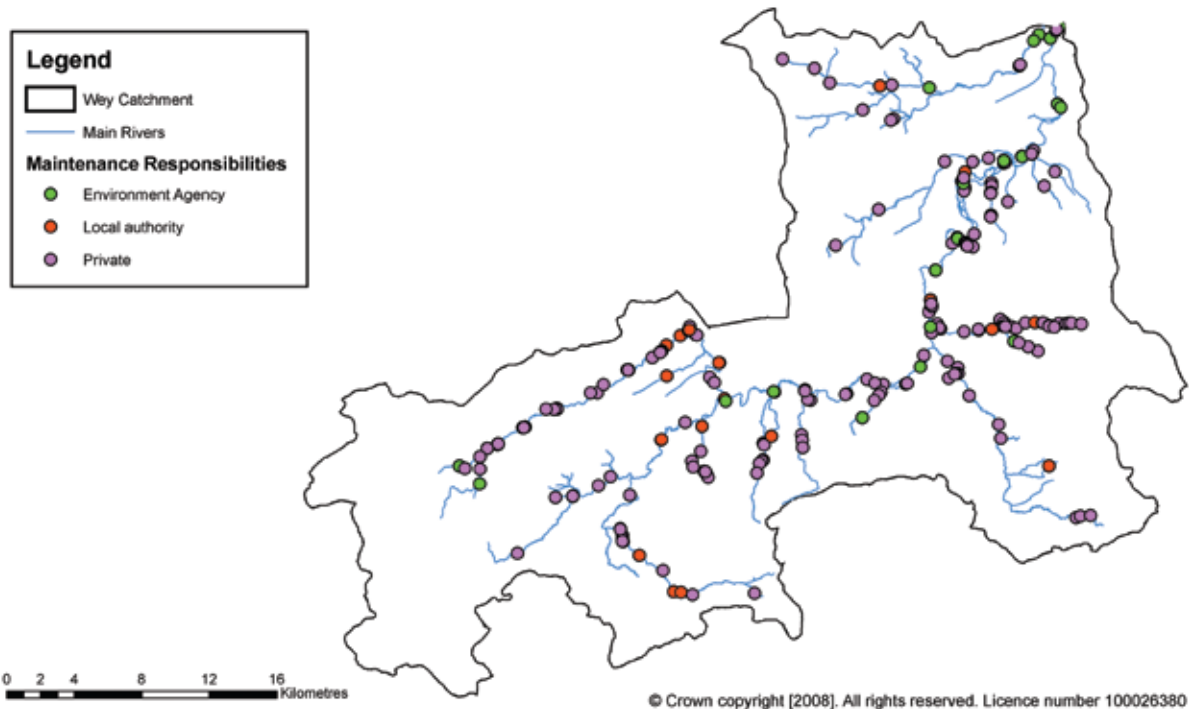 Legend
Wey Catchment
Main Rivers
Maintenance Responsibilities
Environment Agency
Local authority
Private
0 2 4 8 12 16
Kilometres
© Crown copyright [2008]. All rights reserved. Licence number 100026380